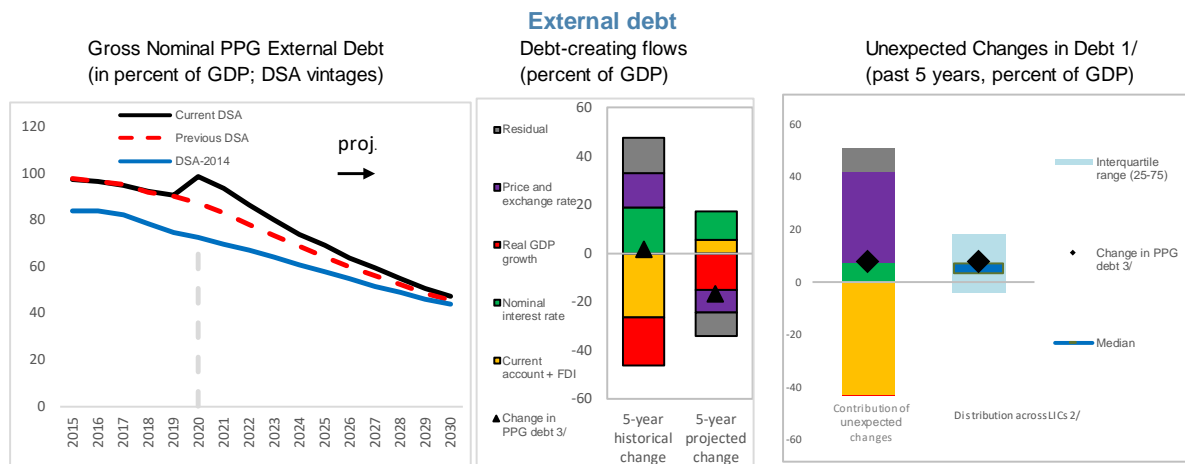 External debt
Gross Nominal PPG External Debt
(in percent of GDP; DSA vintages)
Current DSA
Previous DSA
DSA-2014
proj.
120
100
80
60
40
20
0
2015
2016
2017
2018
2019
2020
2021
2022
2023
2024
2025
2026
2027
2028
2029
2030
Debt-creating flows
(percent of GDP)
Residual
Price and
exchange rate
Real GDP
growth
Nominal
interest rate
Current
account + FDI
Change in
PPG debt 3/
60
40
20
0
-20
-40
-60
5-year
historical
change
5-year
projected
change
Unexpected Changes in Debt 1/
(past 5 years, percent of GDP)
60
40
20
0
-20
-40
-60
Contribution of
unexpected
changes
Distribution across LICs 2/
Interquartile
range (25-75)
Change in PPG
debt 3/
Median